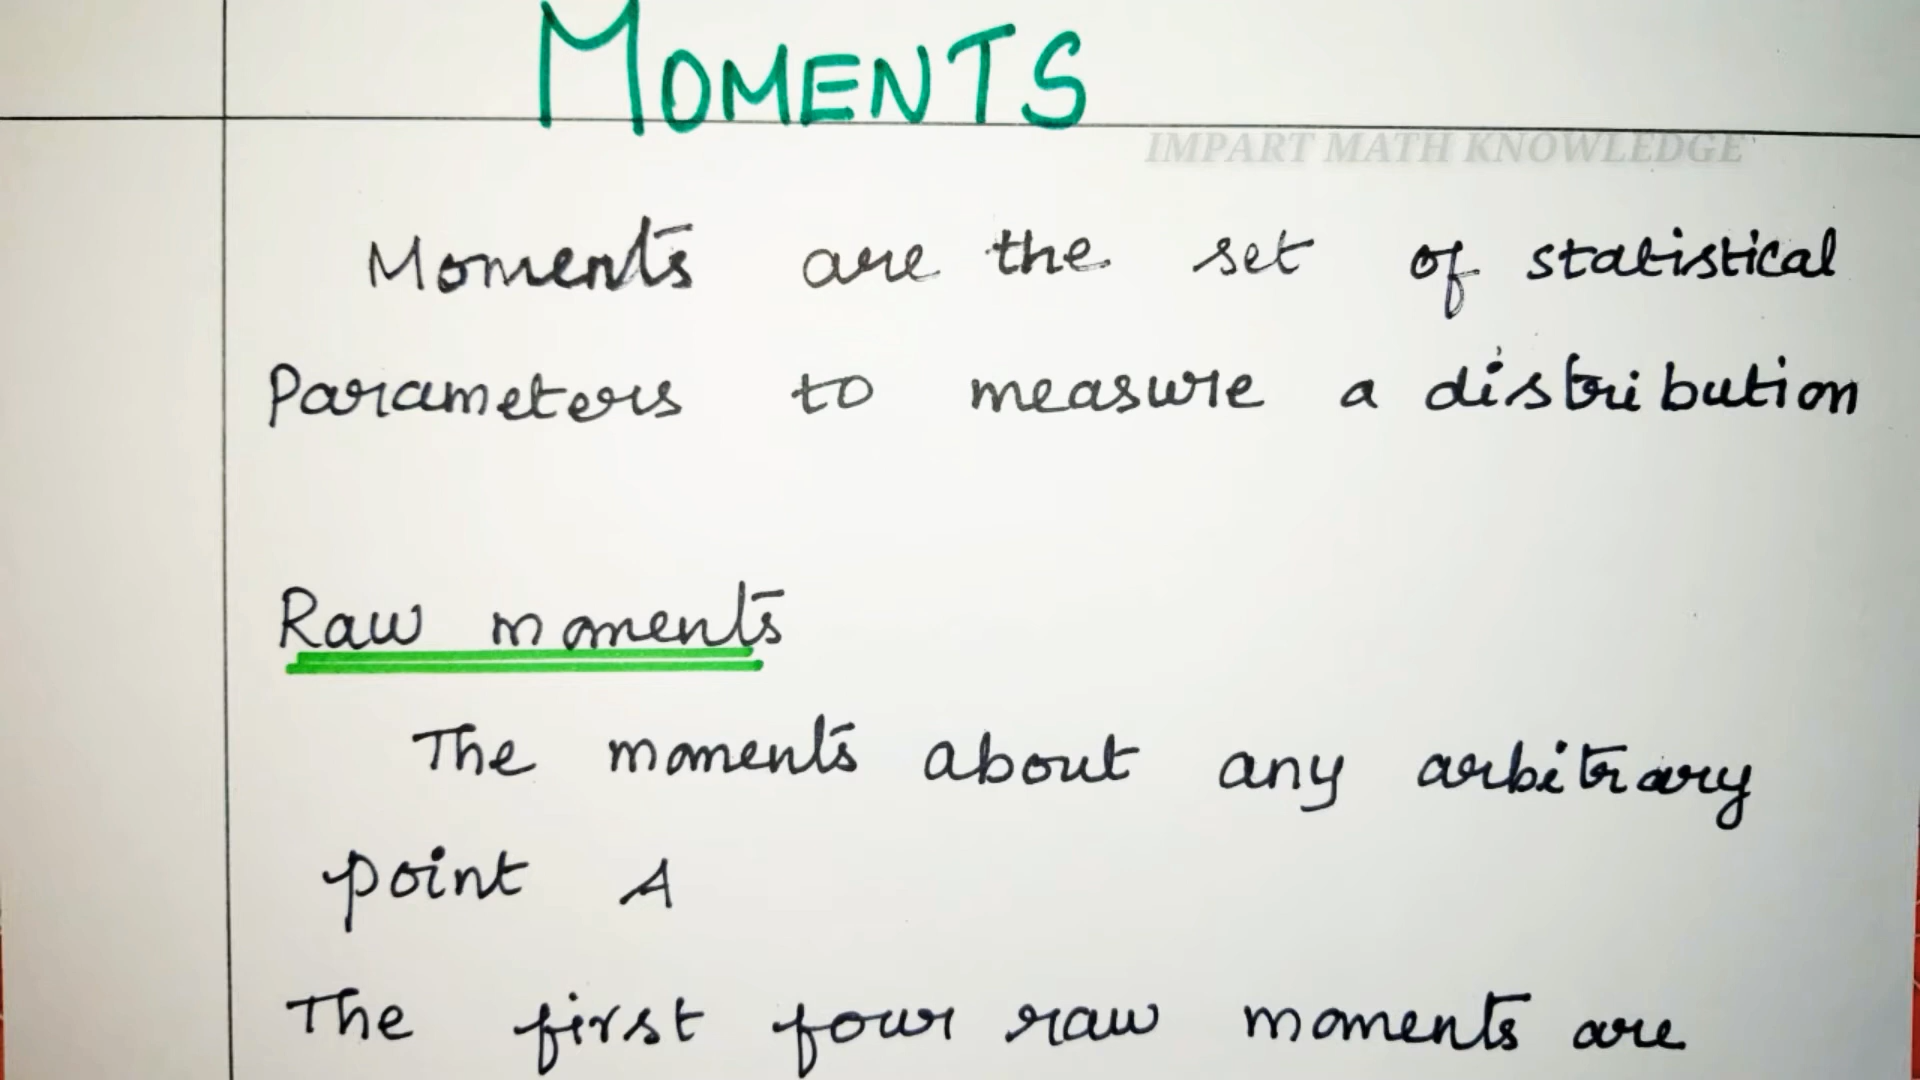 MOMENTS
IMPART MATH KNOWLEDGE
Moments are the set of statistical
Parameters to measure a distribution
Raw moments
The moments about any arbitrary
point A
The first four raw moments are